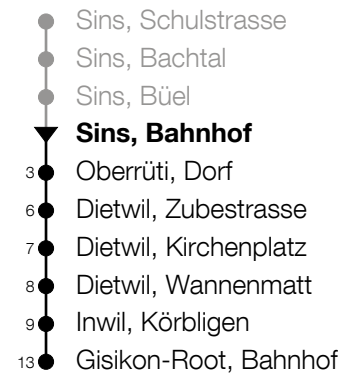 Sins, Schulstrasse
Sins, Bachtal
Sins, Büel
Sins, Bahnhof
3 Oberrüti, Dorf
6 Dietwil, Zubestrasse
7 Dietwil, Kirchenplatz
8 Dietwil, Wannenmatt
9 Inwil, Körbligen
13 Gisikon-Root, Bahnhof